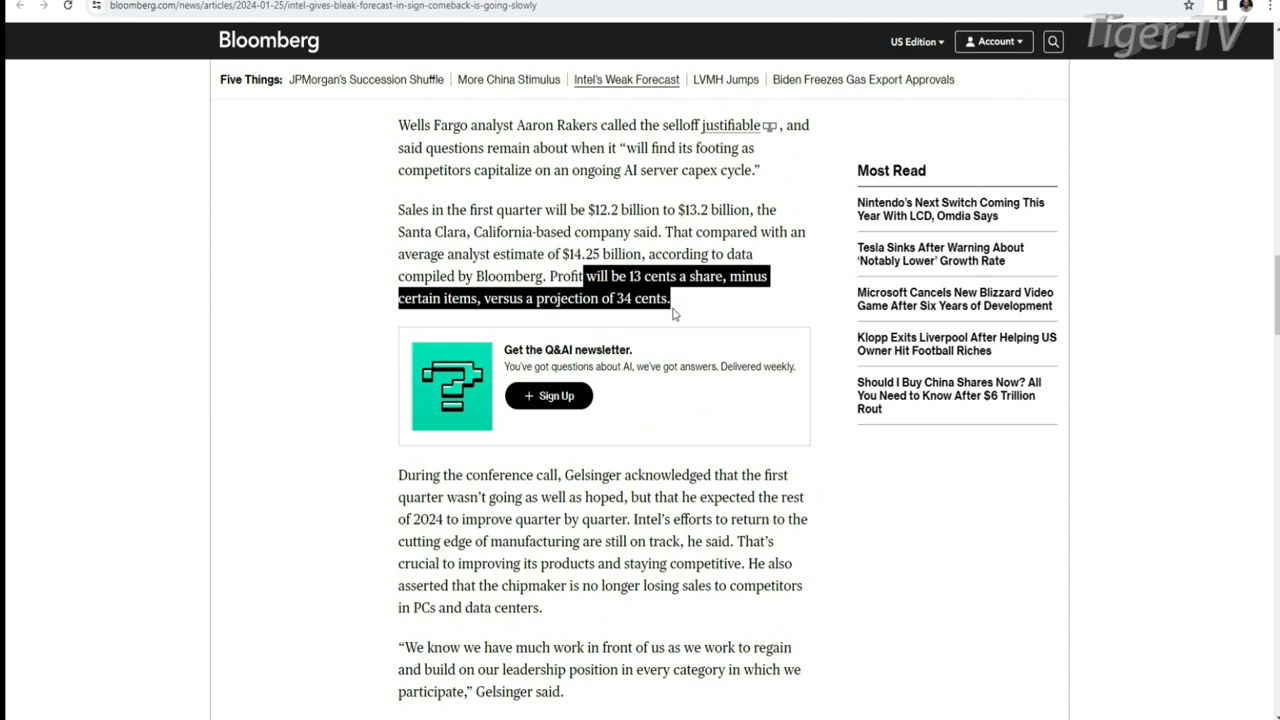 bloomberg.com/news/articles/2024-01-25/intel-gives-bleak-forecast-in-sign-comeback-is-going-slowly
Tiger-TV
Bloomberg
US Edition
Account
Five Things: JPMorgan's Succession Shuffle | More China Stimulus | Intel's Weak Forecast | LVMH Jumps | Biden Freezes Gas Export Approvals
Wells Fargo analyst Aaron Rakers called the selloff justifiable, and
said questions remain about when it “will find its footing as
competitors capitalize on an ongoing AI server capex cycle.”
Sales in the first quarter will be $12.2 billion to $13.2 billion, the
Santa Clara, California-based company said. That compared with an
average analyst estimate of $14.25 billion, according to data
compiled by Bloomberg. Profit will be 13 cents a share, minus
certain items, versus a projection of 34 cents.
Get the Q&AI newsletter.
You've got questions about AI, we've got answers. Delivered weekly.
+ Sign Up
During the conference call, Gelsinger acknowledged that the first
quarter wasn't going as well as hoped, but that he expected the rest
of 2024 to improve quarter by quarter. Intel's efforts to return to the
cutting edge of manufacturing are still on track, he said. That's
crucial to improving its products and staying competitive. He also
asserted that the chipmaker is no longer losing sales to competitors
in PCs and data centers.
“We know we have much work in front of us as we work to regain
and build on our leadership position in every category in which we
participate,” Gelsinger said.
Most Read
Nintendo's Next Switch Coming This
Year With LCD, Omdia Says
Tesla Sinks After Warning About
‘Notably Lower’ Growth Rate
Microsoft Cancels New Blizzard Video
Game After Six Years of Development
Klopp Exits Liverpool After Helping US
Owner Hit Football Riches
Should I Buy China Shares Now? All
You Need to Know After $6 Trillion
Rout